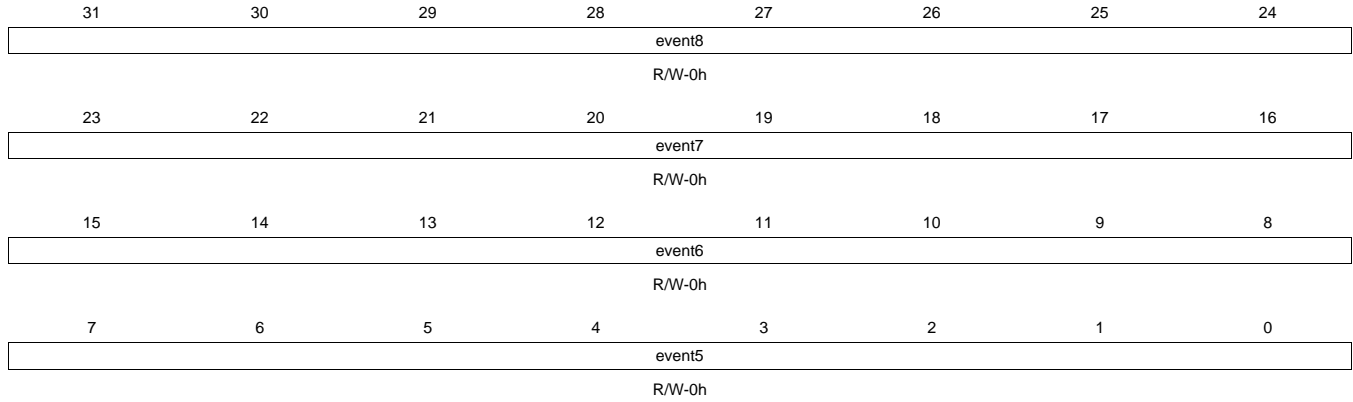 31 30 29 28 27 26 25 24
event8
R/W-0h
23 22 21 20 19 18 17 16
event7
R/W-0h
15 14 13 12 11 10 9 8
event6
R/W-0h
7 6 5 4 3 2 1 0
event5
R/W-0h